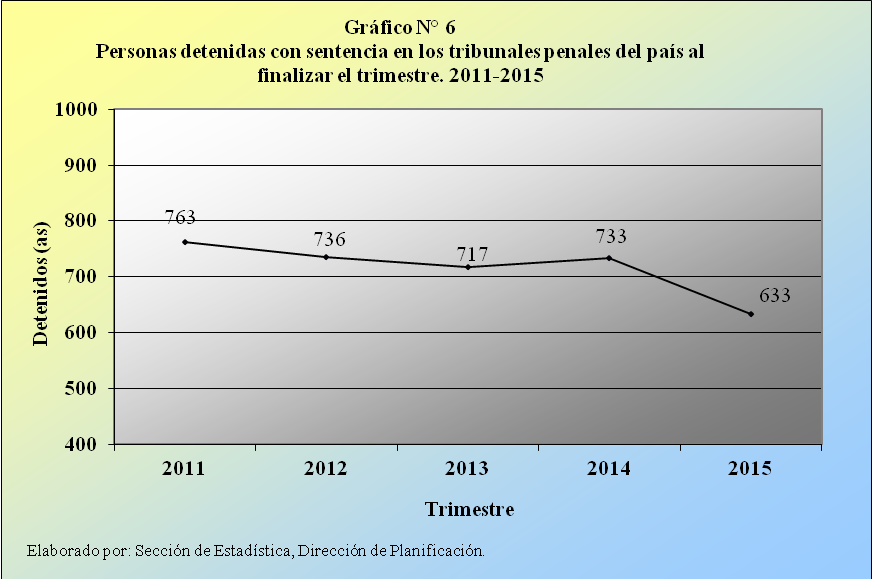 Gráfico N° 6
Personas detenidas con sentencia en los tribunales penales del país al
finalizar el trimestre. 2011-2015
1000
900
800
700
600
500
400
Detenidos (as)
763
736
717
733
633
2011 2012 2013 2014 2015
Trimestre
Elaborado por: Sección de Estadística, Dirección de Planificación.